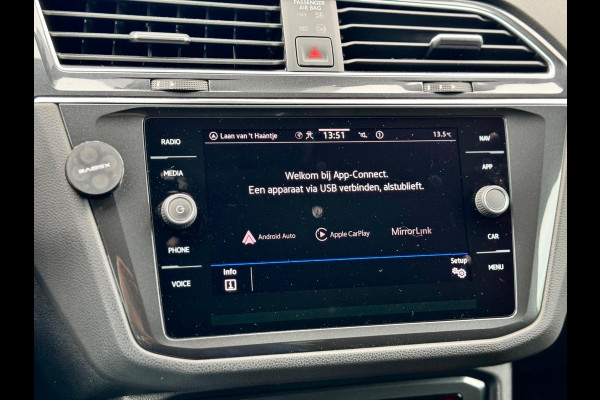 PASSENGER
AIR BAG
RADIO
MEDIA
PHONE
VOICE
NAV
APP
CAR
MENU
Laan van 't Haantje
13:51
13.5°C
Welkom bij App-Connect.
Een apparaat via USB verbinden, alstublieft.
Android Auto
Apple CarPlay
MirrorLink
Info
Setup